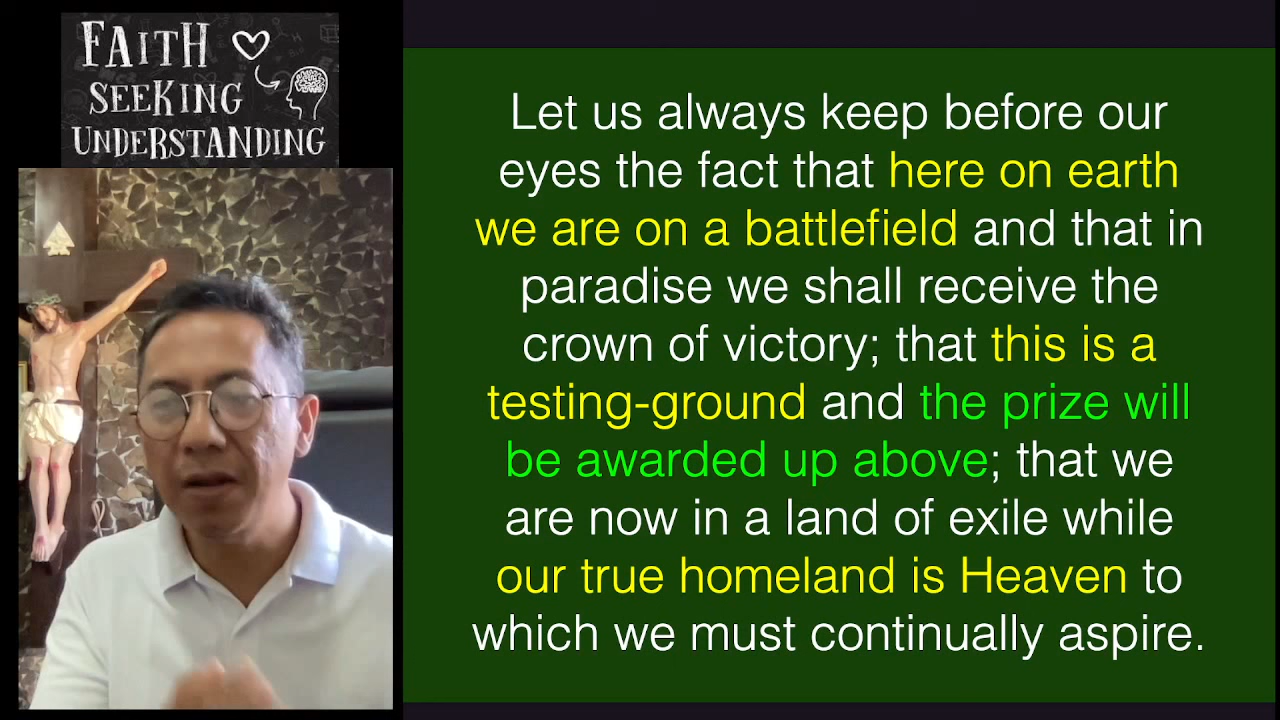 FAITH
SEEKING
UNDERSTANDING
Let us always keep before our
eyes the fact that here on earth
we are on a battlefield and that in
paradise we shall receive the
crown of victory; that this is a
testing-ground and the prize will
be awarded up above; that we
are now in a land of exile while
our true homeland is Heaven to
which we must continually aspire.